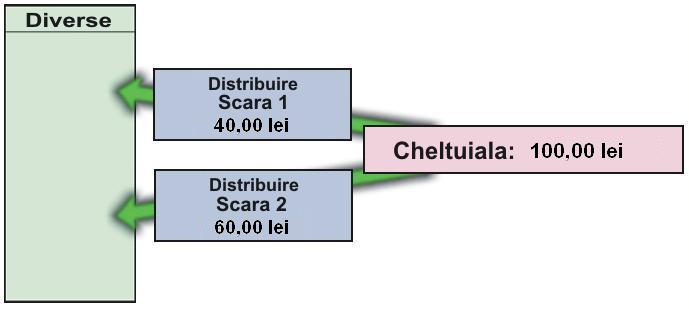 Diverse
Distribuire
Scara 1
40,00 lei
Cheltuiala: 100,00 lei
Distribuire
Scara 2
60,00 lei